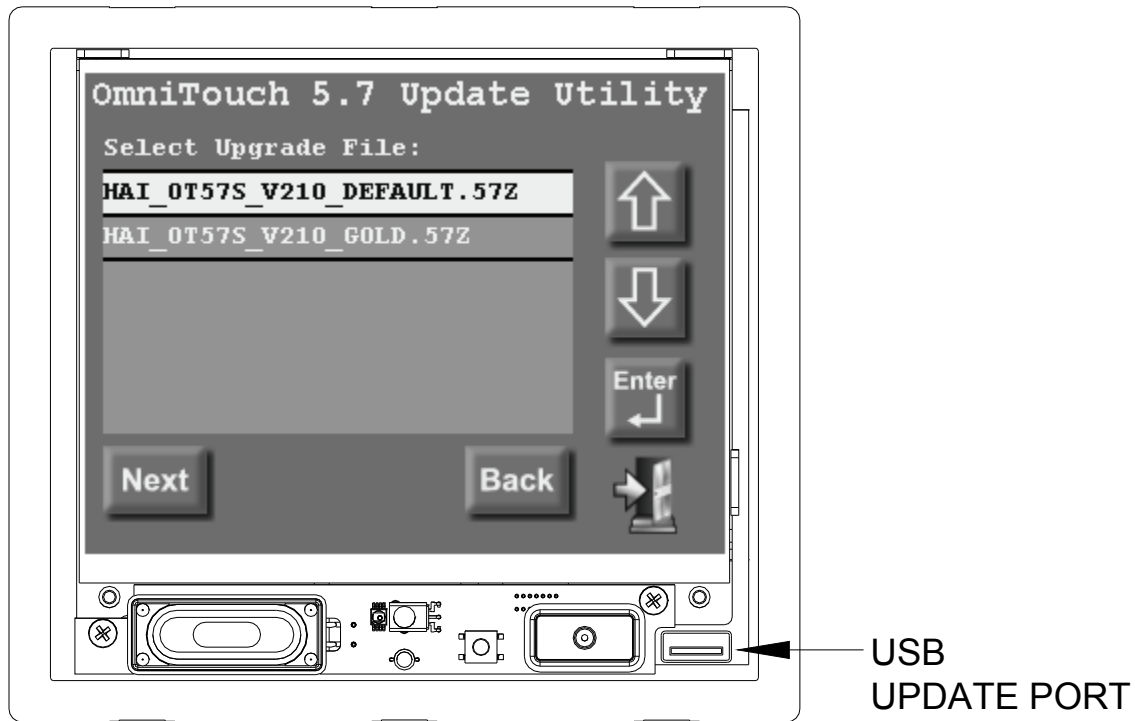 OmniTouch 5.7 Update Utility
Select Upgrade File:
HAI_OT57S_V210_DEFAULT.57Z
HAI_OT57S_V210_GOLD.57Z
Enter
Next
Back
USB
UPDATE PORT